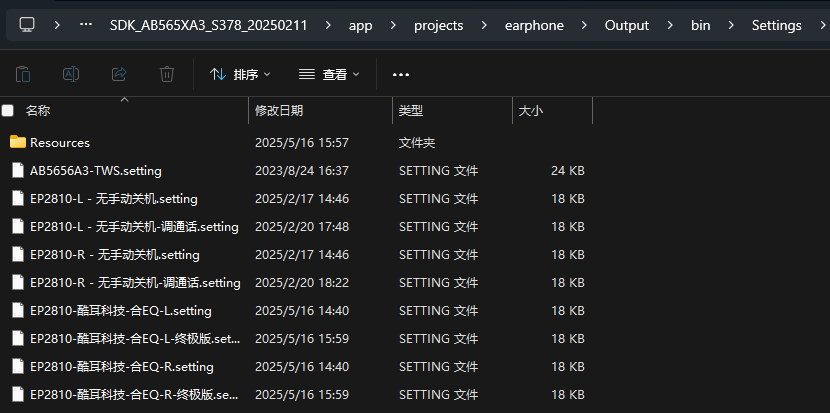 … SDK_AB565XA3_S378_20250211 > app > projects > earphone > Output > bin > Settings >
排序 查看 …
名称 修改日期 类型 大小
Resources 2025/5/16 15:57 文件夹
AB5656A3-TWS.setting 2023/8/24 16:37 SETTING 文件 24 KB
EP2810-L - 无手动关机.setting 2025/2/17 14:46 SETTING 文件 18 KB
EP2810-L - 无手动关机-调通话.setting 2025/2/20 17:48 SETTING 文件 18 KB
EP2810-R - 无手动关机.setting 2025/2/17 14:46 SETTING 文件 18 KB
EP2810-R - 无手动关机-调通话.setting 2025/2/20 18:22 SETTING 文件 18 KB
EP2810-酷耳科技-合EQ-L.setting 2025/5/16 14:40 SETTING 文件 18 KB
EP2810-酷耳科技-合EQ-L-终极版.set... 2025/5/16 15:59 SETTING 文件 18 KB
EP2810-酷耳科技-合EQ-R.setting 2025/5/16 14:40 SETTING 文件 18 KB
EP2810-酷耳科技-合EQ-R-终极版.se... 2025/5/16 15:59 SETTING 文件 18 KB